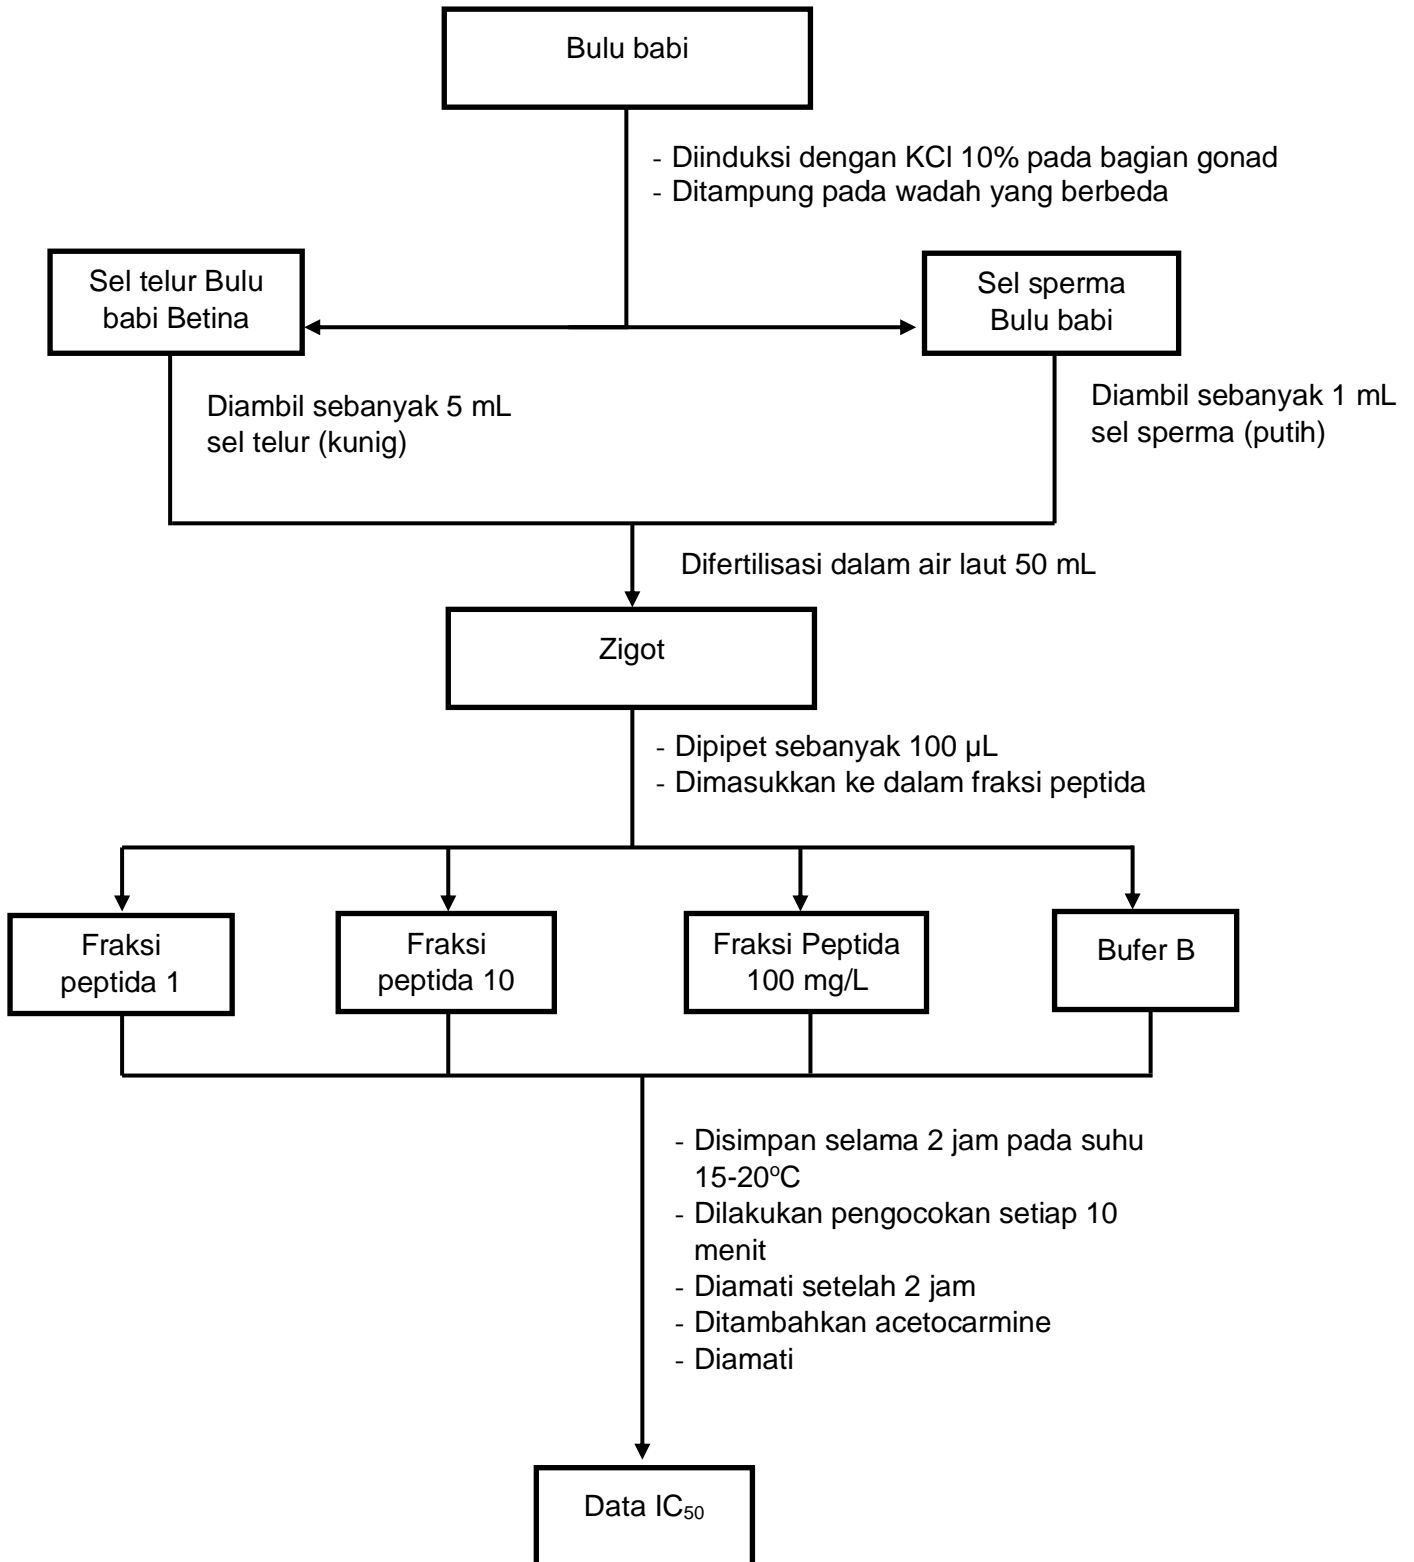 Bulu babi
- Diinduksi dengan KCl 10% pada bagian gonad
- Ditampung pada wadah yang berbeda
Sel telur Bulu
babi Betina
Sel sperma
Bulu babi
Diambil sebanyak 5 mL
sel telur (kunig)
Diambil sebanyak 1 mL
sel sperma (putih)
Difertilisasi dalam air laut 50 mL
Zigot
- Dipipet sebanyak 100 µL
- Dimasukkan ke dalam fraksi peptida
Fraksi
peptida 1
Fraksi
peptida 10
Fraksi Peptida
100 mg/L
Bufer B
- Disimpan selama 2 jam pada suhu
15-20ºC
- Dilakukan pengocokan setiap 10
menit
- Diamati setelah 2 jam
- Ditambahkan acetocarmine
- Diamati
Data IC₅₀